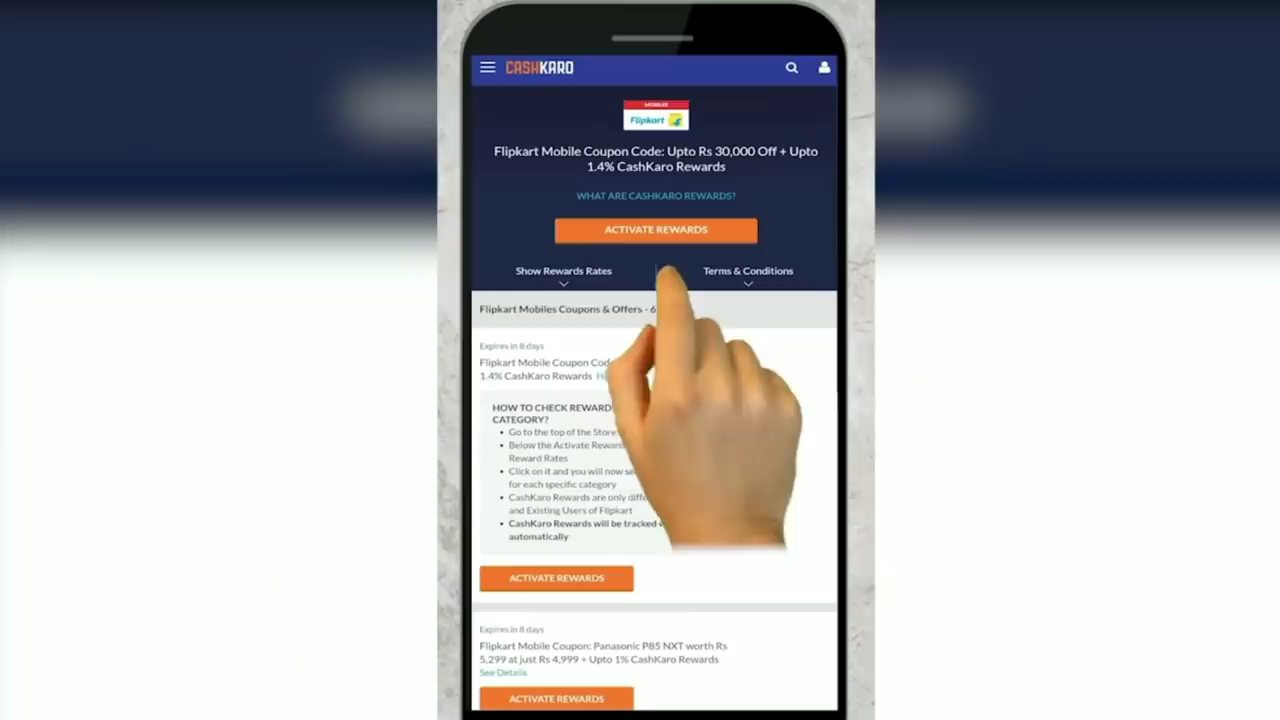 CASHKARO
MOBILES
Flipkart
Flipkart Mobile Coupon Code: Upto Rs 30,000 Off + Upto
1.4% CashKaro Rewards
WHAT ARE CASHKARO REWARDS?
ACTIVATE REWARDS
Show Rewards Rates
Terms & Conditions
Flipkart Mobiles Coupons & Offers - 6
Expires in 8 days
Flipkart Mobile Coupon
1.4% CashKaro Rewards
HOW TO CHECK REWARD
CATEGORY?
• Go to the top of the Store
• Below the Activate
Reward Rates
• Click on it and you will now
for each specific category
• CashKaro Rewards are only
and Existing Users of Flipkart
• CashKaro Rewards will be tracked
automatically
ACTIVATE REWARDS
Expires in 8 days
Flipkart Mobile Coupon: Panasonic P85 NXT worth Rs
5,299 at just Rs 4,999 + Upto 1% CashKaro Rewards
See Details
ACTIVATE REWARDS